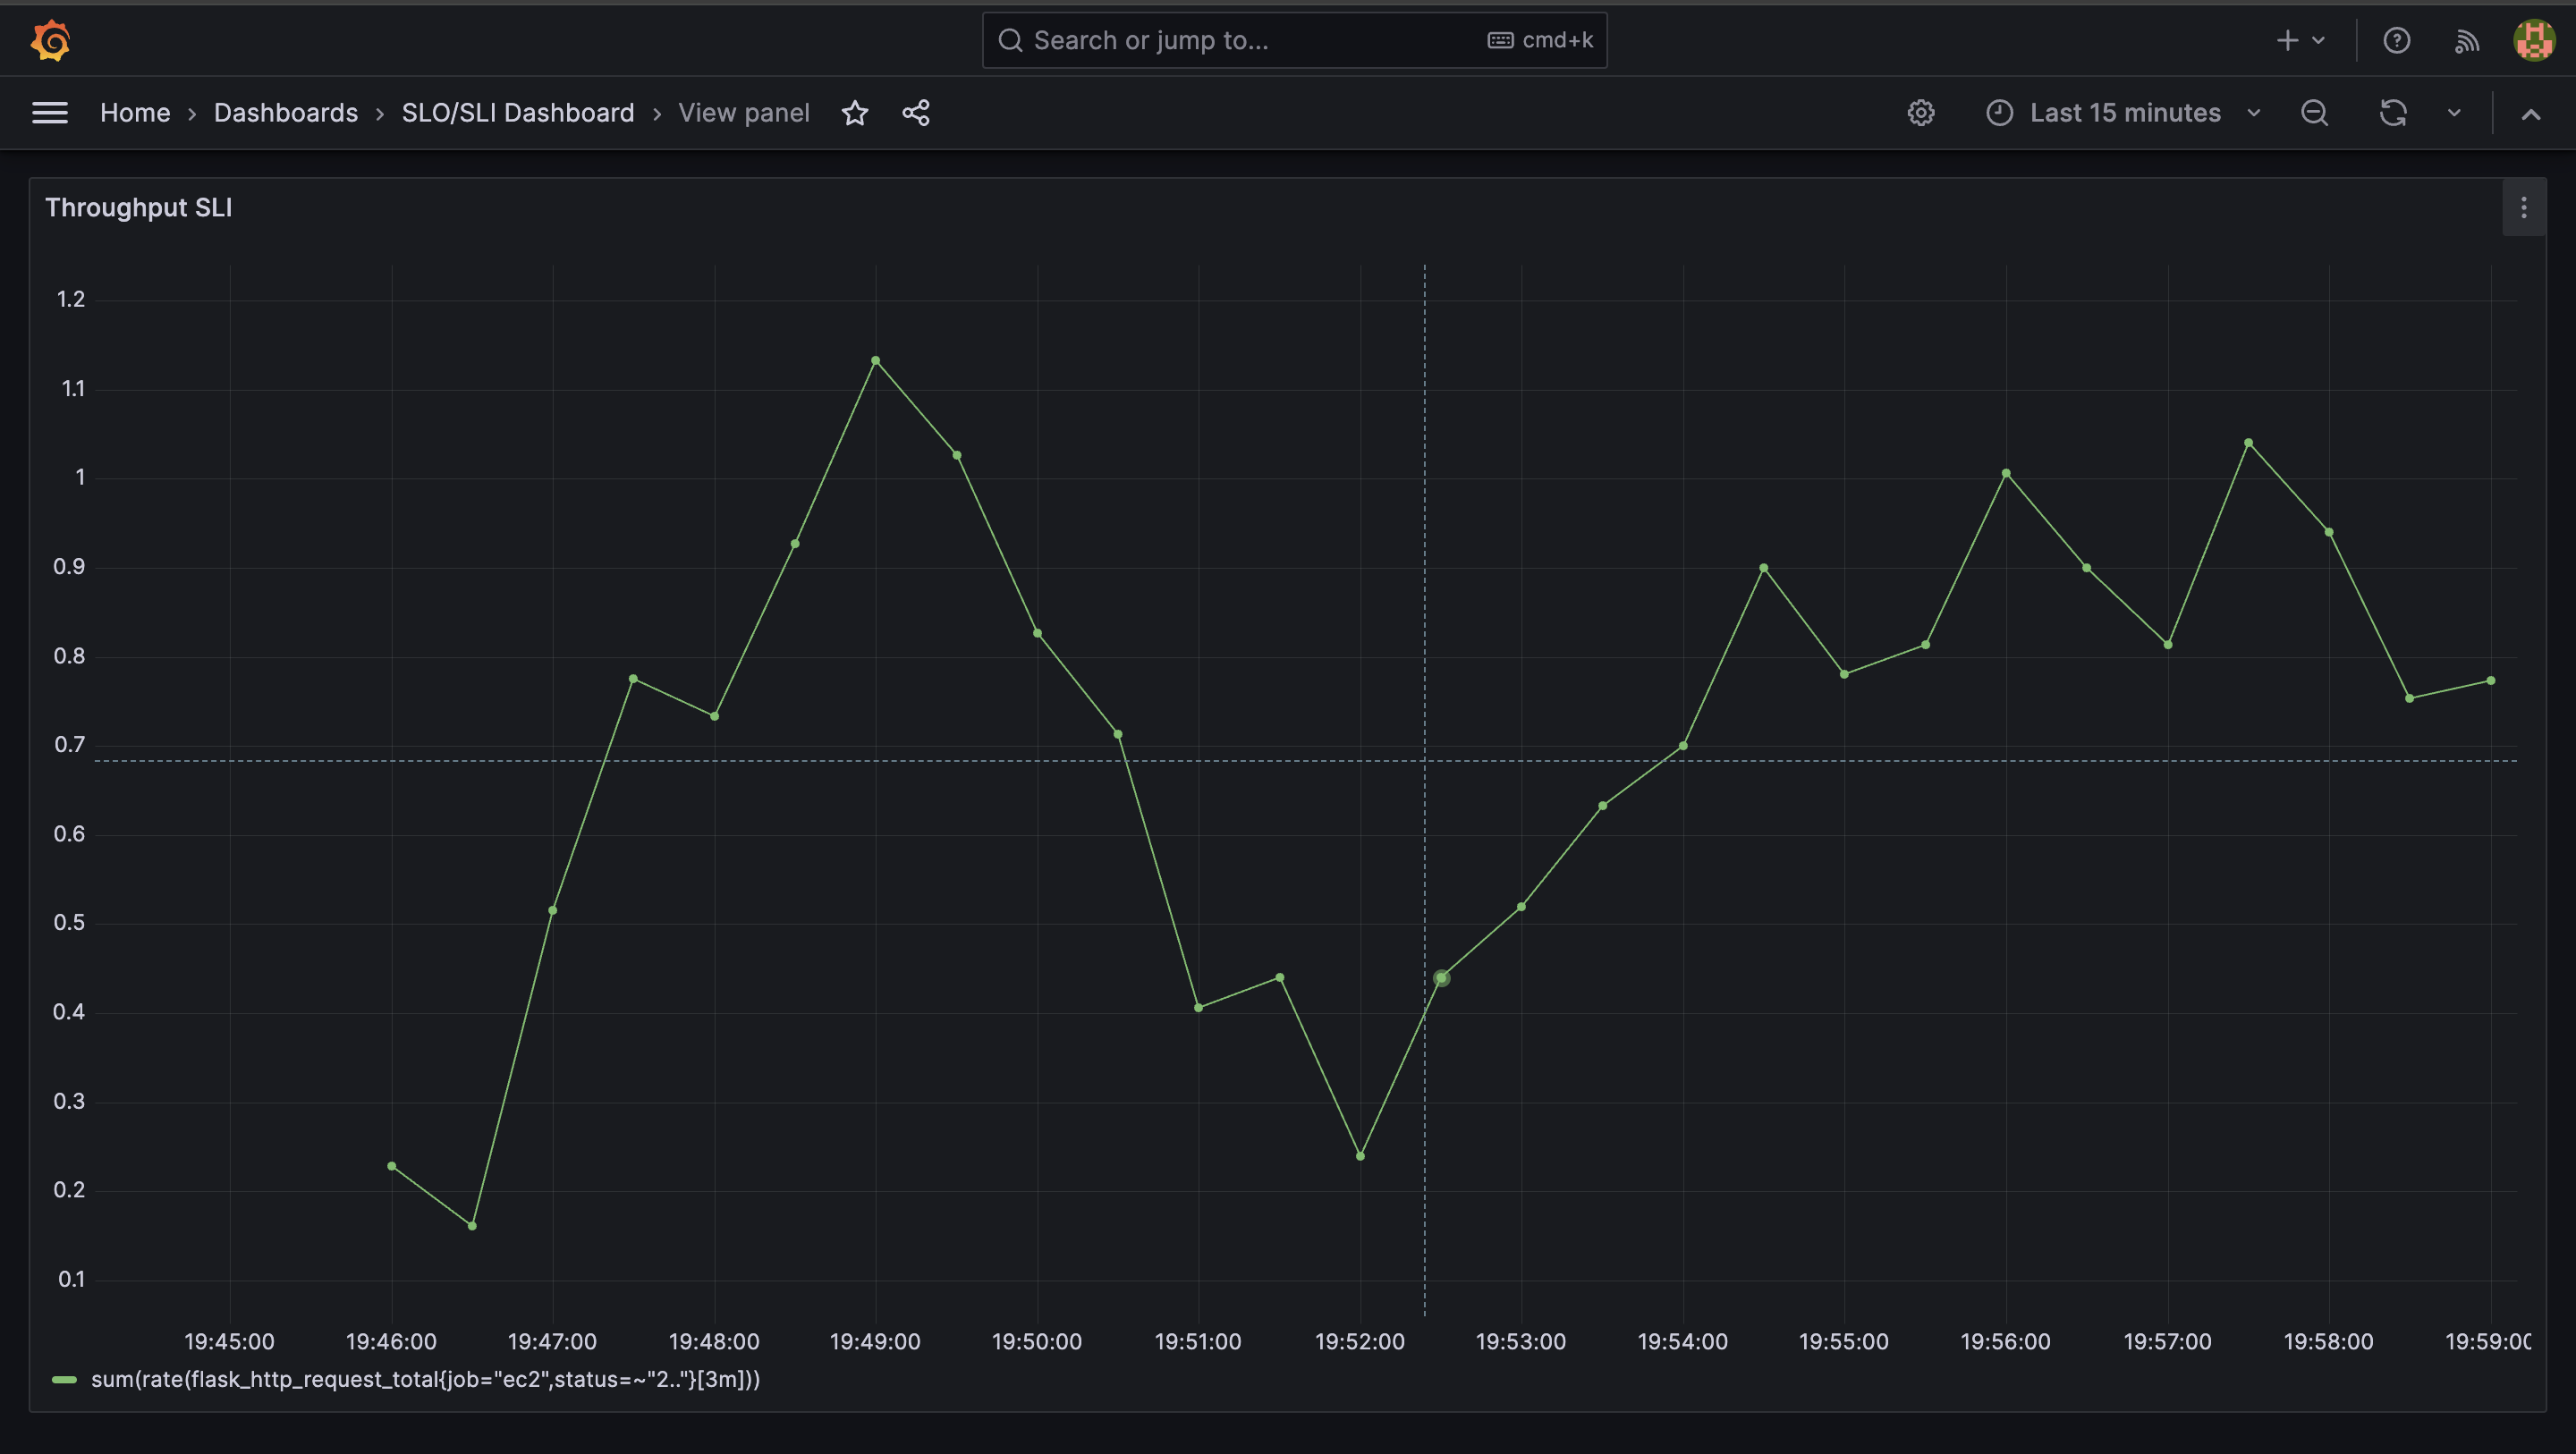 Search or jump to... cmd+k
Home › Dashboards › SLO/SLI Dashboard › View panel Last 15 minutes
Throughput SLI
1.2
1.1
1
0.9
0.8
0.7
0.6
0.5
0.4
0.3
0.2
0.1
19:45:00 19:46:00 19:47:00 19:48:00 19:49:00 19:50:00 19:51:00 19:52:00 19:53:00 19:54:00 19:55:00 19:56:00 19:57:00 19:58:00 19:59:00
sum(rate(flask_http_request_total{job="ec2",status=~"2.."}[3m]))